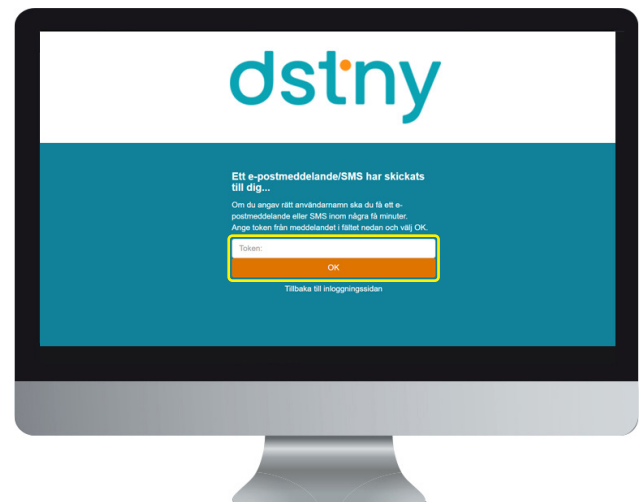 dstny
Ett e-postmeddelande/SMS har skickats
till dig...
Om du angav rätt användarnamn ska du få ett e-
postmeddelande eller SMS inom några få minuter.
Ange token från meddelandet i fältet nedan och välj OK.
Token:
OK
Tillbaka till inloggningssidan